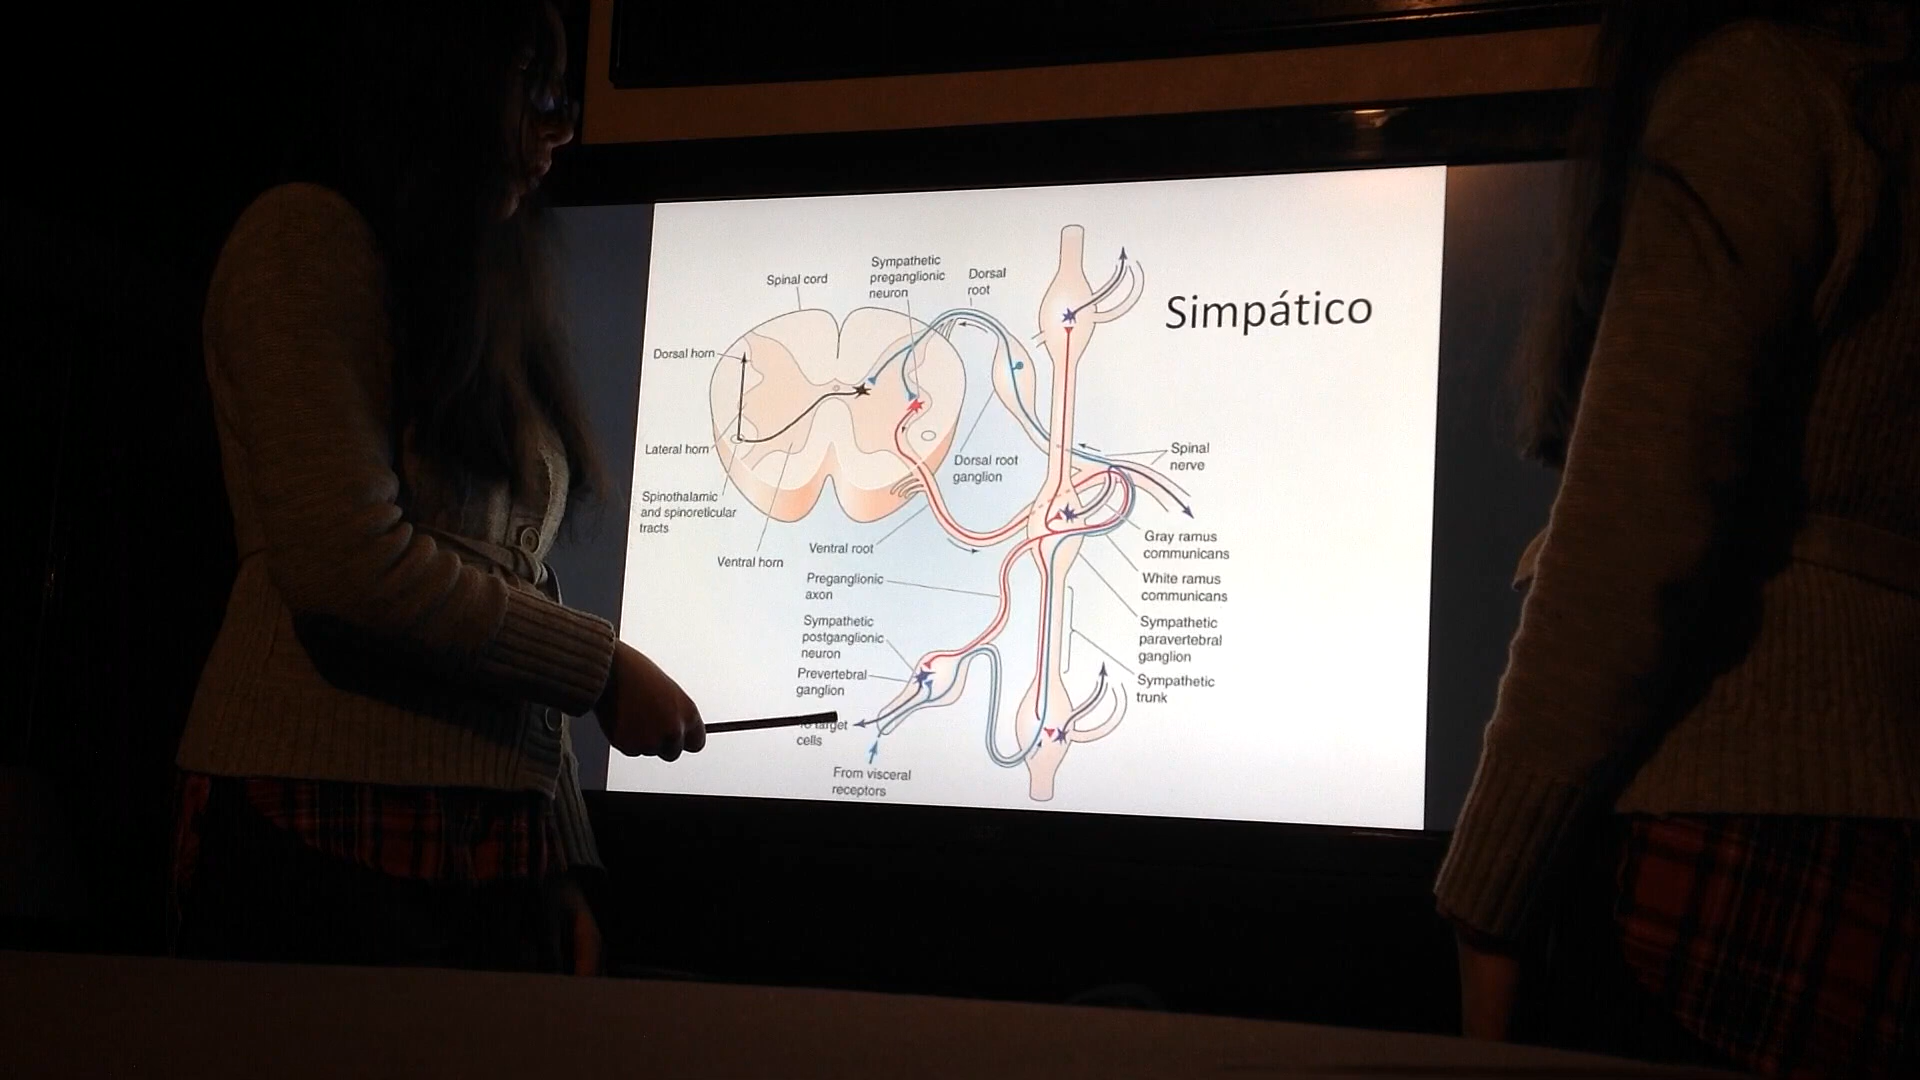 Simpático
Spinal cord
Sympathetic
preganglionic
neuron
Dorsal
root
Dorsal horn
Lateral horn
Spinothalamic
and spinoreticular
tracts
Ventral horn
Dorsal root
ganglion
Spinal
nerve
Ventral root
Gray ramus
communicans
Preganglionic
axon
White ramus
communicans
Sympathetic
postganglionic
neuron
Sympathetic
paravertebral
ganglion
Prevertebral
ganglion
Sympathetic
trunk
To target
cells
From visceral
receptors